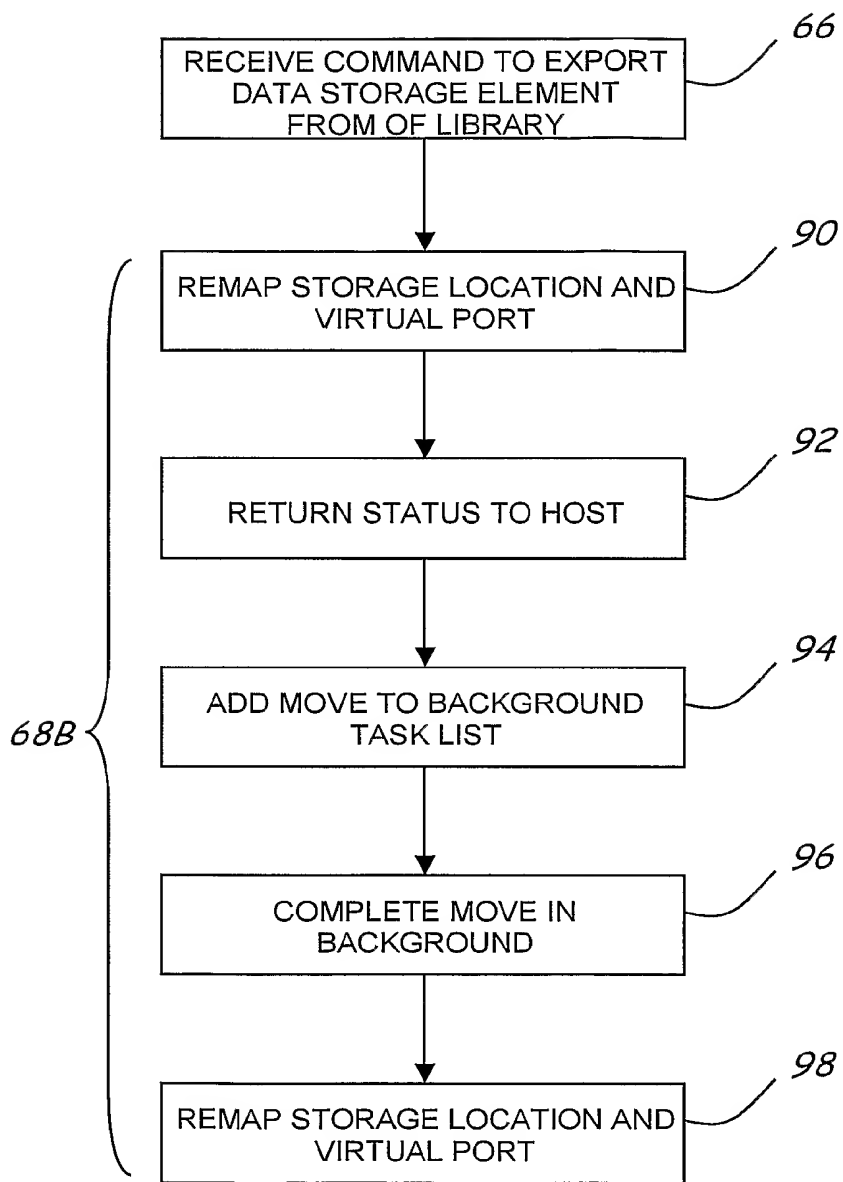 66
RECEIVE COMMAND TO EXPORT
DATA STORAGE ELEMENT
FROM OF LIBRARY
90
REMAP STORAGE LOCATION AND
VIRTUAL PORT
92
RETURN STATUS TO HOST
94
ADD MOVE TO BACKGROUND
TASK LIST
68B
96
COMPLETE MOVE IN
BACKGROUND
98
REMAP STORAGE LOCATION AND
VIRTUAL PORT